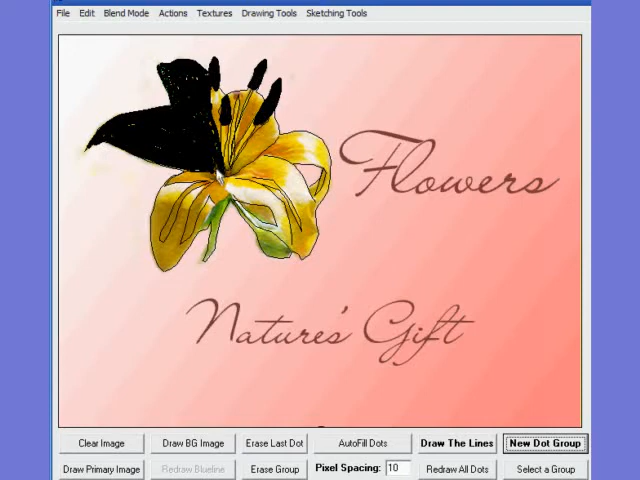 File Edit Blend Mode Actions Textures Drawing Tools Sketching Tools
Flowers
Natures' Gift
Clear Image Draw BG Image Erase Last Dot AutoFill Dots Draw The Lines New Dot Group
Draw Primary Image Redraw Blueline Erase Group Pixel Spacing: 10 Redraw All Dots Select a Group